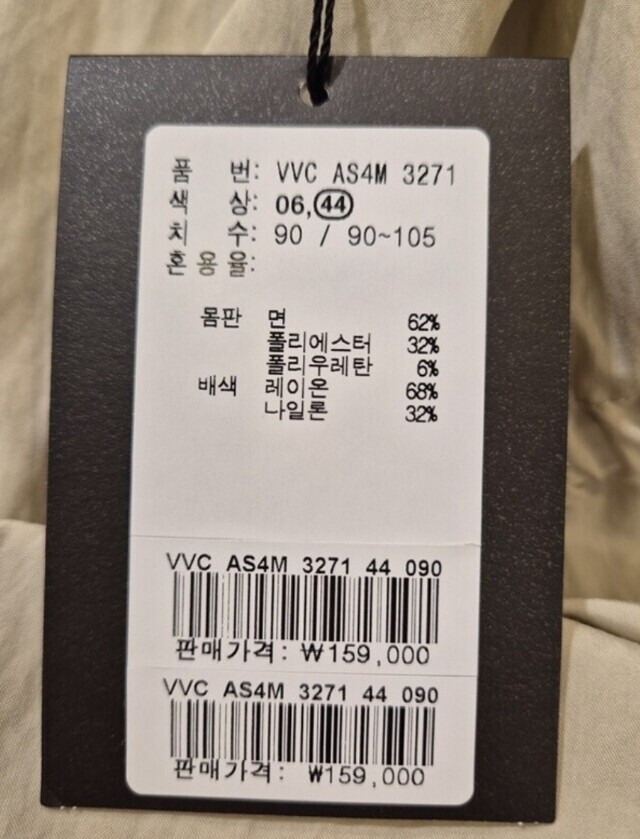 품 번: VVC AS4M 3271
색 상: 06,44
치 수: 90 / 90~105
혼 용 율:
몸판 면 62%
폴리에스터 32%
폴리우레탄 6%
배색 레이온 68%
나일론 32%
VVC AS4M 3271 44 090
판매가격: ₩159,000
VVC AS4M 3271 44 090
판매가격: ₩159,000